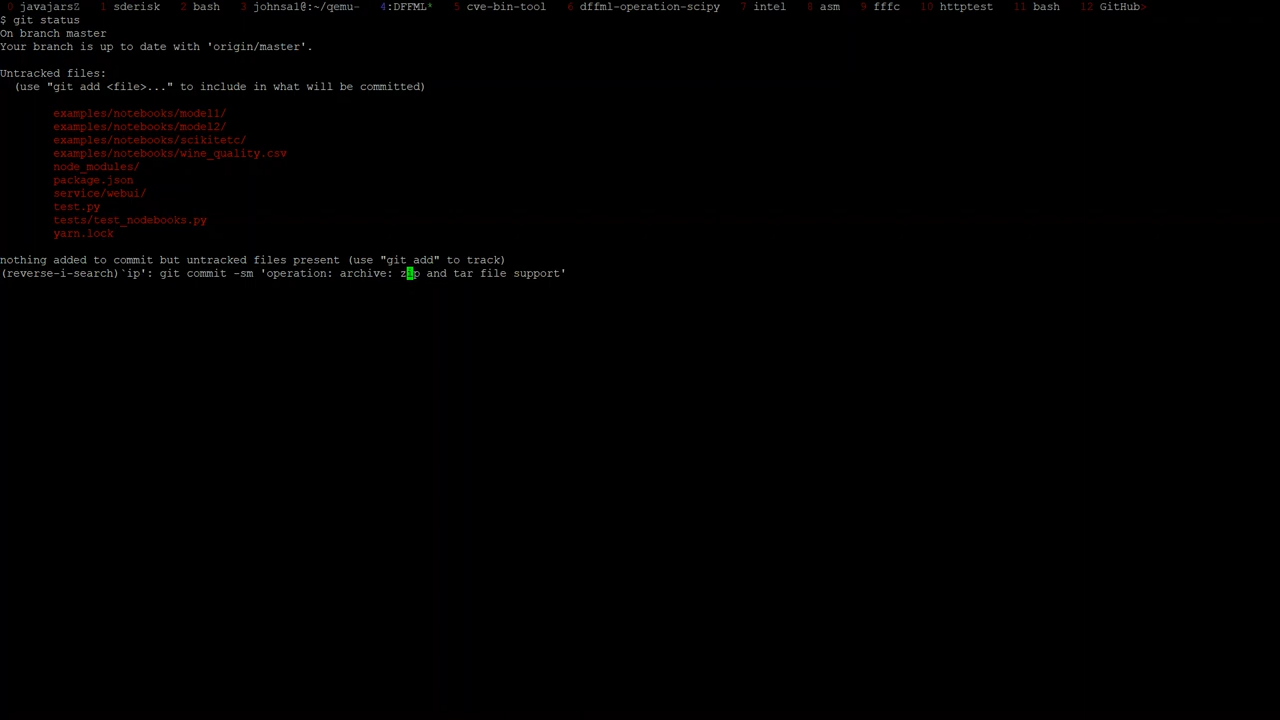 0 javajarsZ  1 sderisk  2 bash  3 johnsal@:~/qemu-  4:DFFML*  5 cve-bin-tool  6 dffml-operation-scipy  7 intel  8 asm  9 fffc  10 httptest  11 bash  12 GitHub>
$ git status
On branch master
Your branch is up to date with 'origin/master'.
Untracked files:
(use "git add <file>..." to include in what will be committed)
examples/notebooks/model1/
examples/notebooks/model2/
examples/notebooks/scikitetc/
examples/notebooks/wine_quality.csv
node_modules/
package.json
service/webui/
test.py
tests/test_notebooks.py
yarn.lock
nothing added to commit but untracked files present (use "git add" to track)
(reverse-i-search)`ip': git commit -sm 'operation: archive: zip and tar file support'